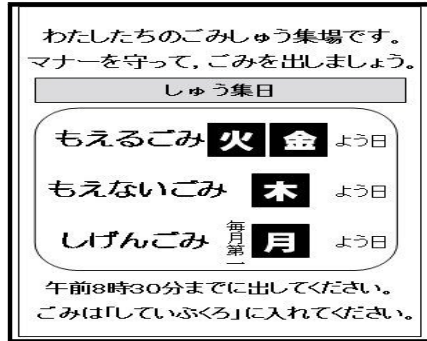 わたしたちのごみしゅう集場です。
マナーを守って,ごみを出しましょう。
しゅう集日
もえるごみ 火 金 よう日
もえないごみ 木 よう日
しげんごみ 毎月第一 月 よう日
午前8時30分までに出してください。
ごみは「していぶくろ」に入れてください。